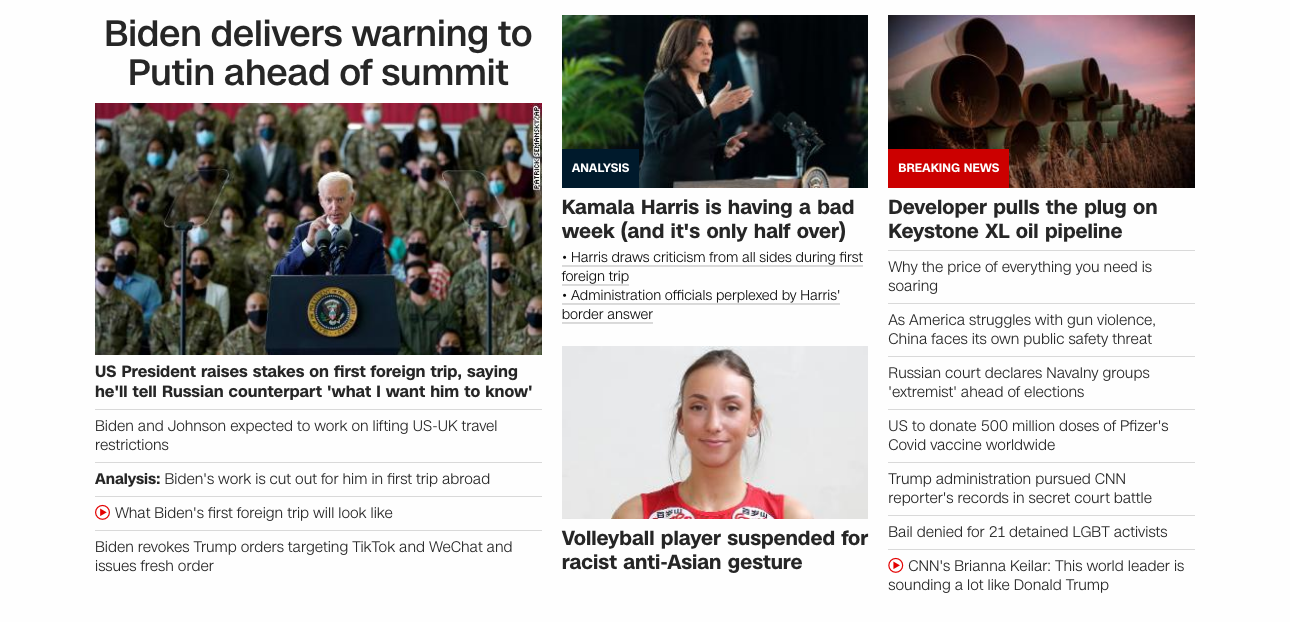 Biden delivers warning to
Putin ahead of summit
PATRICK SEMANSKY/AP
US President raises stakes on first foreign trip, saying
he'll tell Russian counterpart 'what I want him to know'
Biden and Johnson expected to work on lifting US-UK travel
restrictions
Analysis: Biden's work is cut out for him in first trip abroad
What Biden's first foreign trip will look like
Biden revokes Trump orders targeting TikTok and WeChat and
issues fresh order
ANALYSIS
Kamala Harris is having a bad
week (and it's only half over)
• Harris draws criticism from all sides during first
foreign trip
• Administration officials perplexed by Harris'
border answer
Volleyball player suspended for
racist anti-Asian gesture
BREAKING NEWS
Developer pulls the plug on
Keystone XL oil pipeline
Why the price of everything you need is
soaring
As America struggles with gun violence,
China faces its own public safety threat
Russian court declares Navalny groups
'extremist' ahead of elections
US to donate 500 million doses of Pfizer's
Covid vaccine worldwide
Trump administration pursued CNN
reporter's records in secret court battle
Bail denied for 21 detained LGBT activists
CNN's Brianna Keilar: This world leader is
sounding a lot like Donald Trump